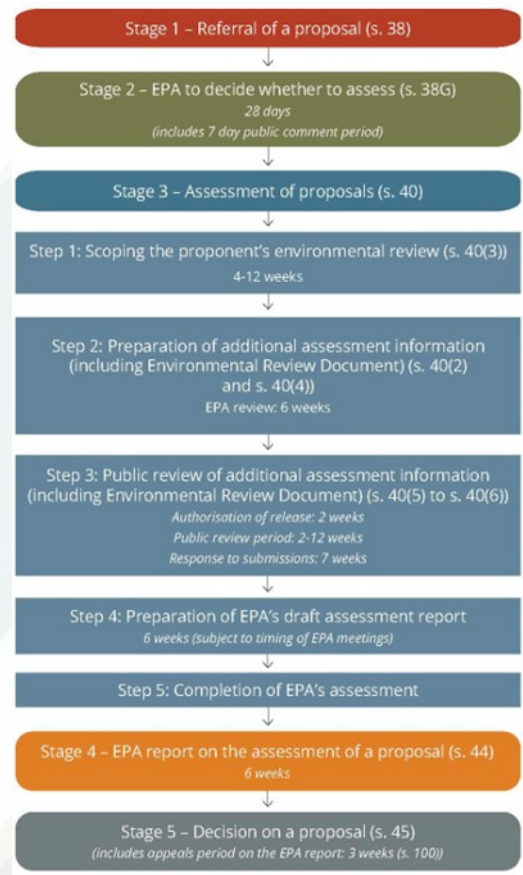 Stage 1 – Referral of a proposal (s. 38)
Stage 2 – EPA to decide whether to assess (s. 38G)
28 days
(includes 7 day public comment period)
Stage 3 – Assessment of proposals (s. 40)
Step 1: Scoping the proponent's environmental review (s. 40(3))
4-12 weeks
Step 2: Preparation of additional assessment information
(including Environmental Review Document) (s. 40(2)
and s. 40(4))
EPA review: 6 weeks
Step 3: Public review of additional assessment information
(including Environmental Review Document) (s. 40(5) to s. 40(6))
Authorisation of release: 2 weeks
Public review period: 2-12 weeks
Response to submissions: 7 weeks
Step 4: Preparation of EPA's draft assessment report
6 weeks (subject to timing of EPA meetings)
Step 5: Completion of EPA's assessment
Stage 4 – EPA report on the assessment of a proposal (s. 44)
6 weeks
Stage 5 – Decision on a proposal (s. 45)
(includes appeals period on the EPA report: 3 weeks (s. 100))